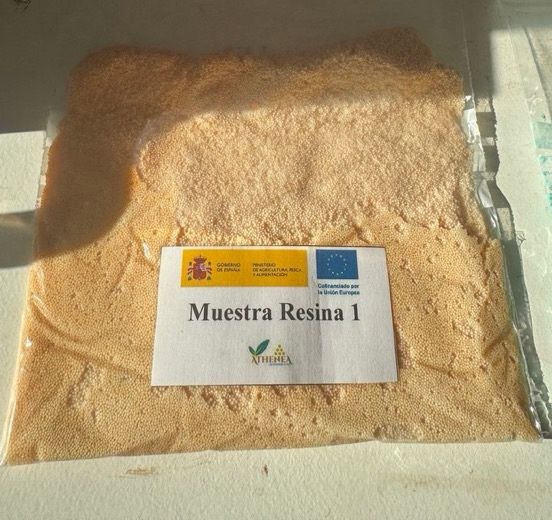 GOBIERNO
DE ESPAÑA
MINISTERIO
DE AGRICULTURA, PESCA
Y ALIMENTACIÓN
Cofinanciado por
la Unión Europea
Muestra Resina 1
ATHENEA